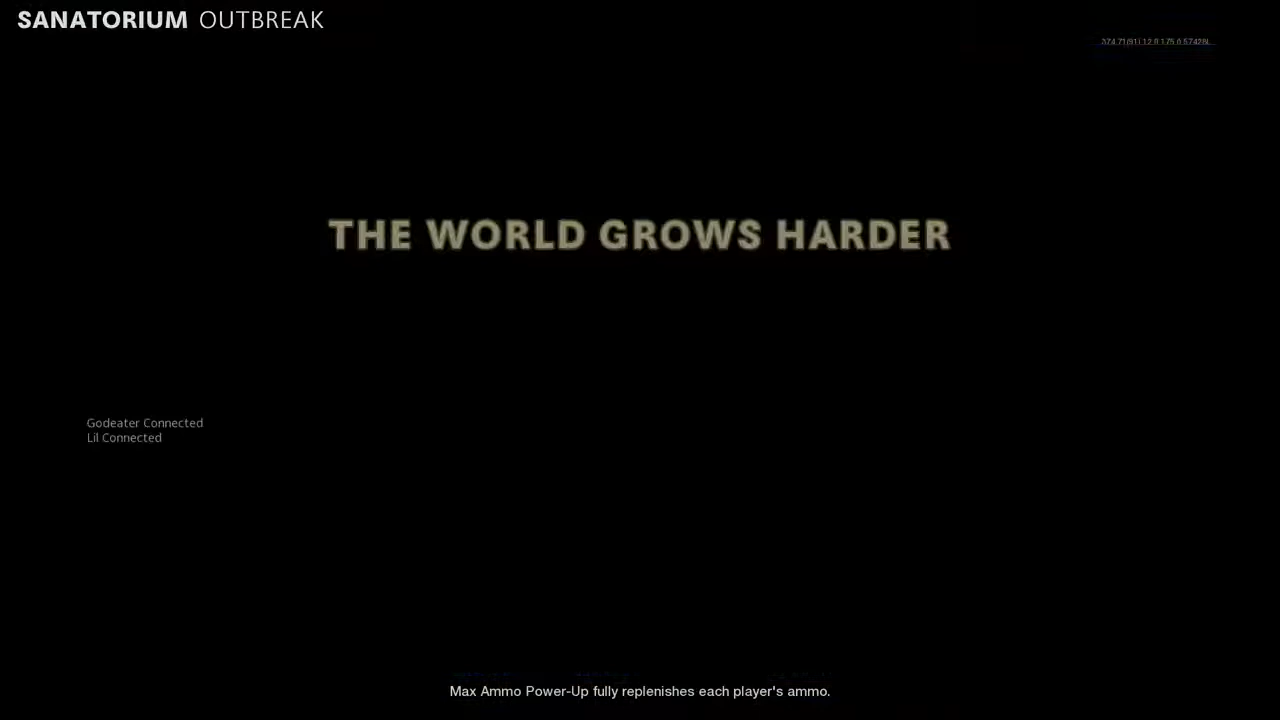 SANATORIUM OUTBREAK
THE WORLD GROWS HARDER
Godeater Connected
Lil Connected
Max Ammo Power-Up fully replenishes each player's ammo.